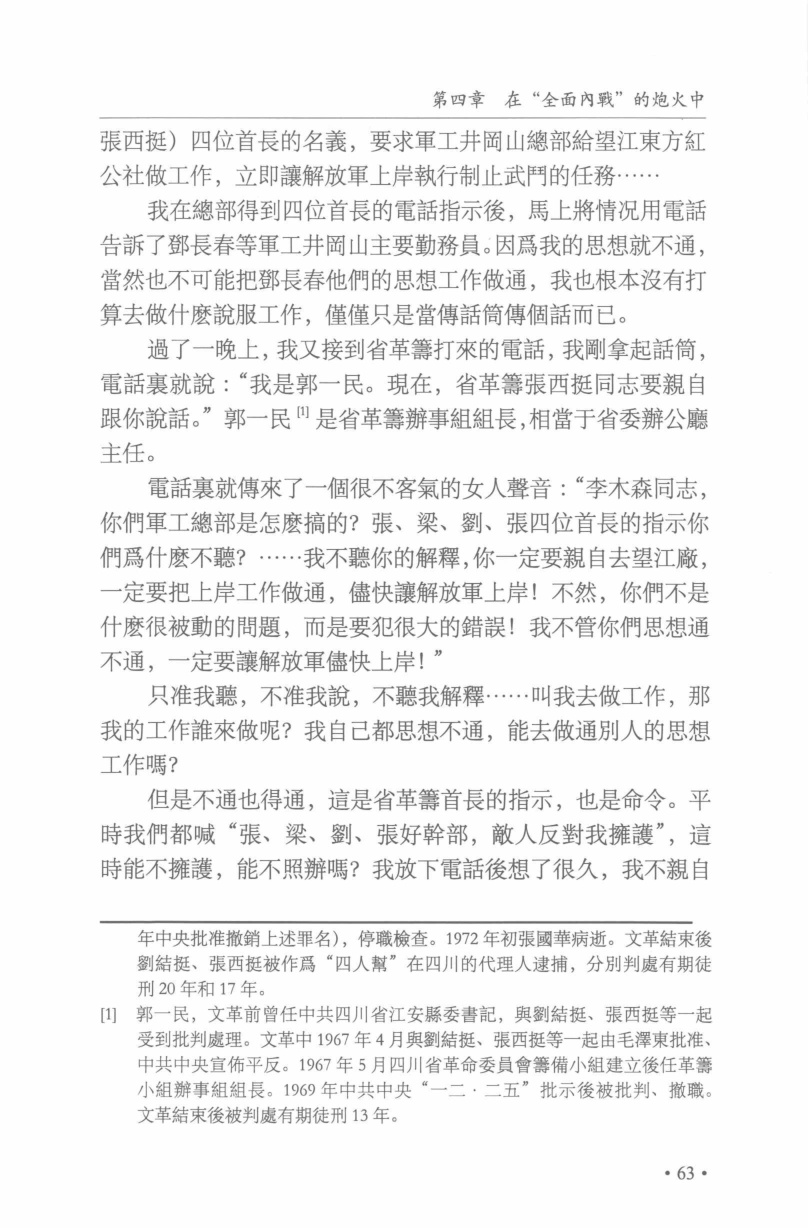 第四章　在“全面內戰”的炮火中
張西挺）四位首長的名義，要求軍工井岡山總部給望江東方紅
公社做工作，立即讓解放軍上岸執行制止武鬥的任務……
我在總部得到四位首長的電話指示後，馬上將情況用電話
告訴了鄧長春等軍工井岡山主要勤務員。因爲我的思想就不通，
當然也不可能把鄧長春他們的思想工作做通，我也根本沒有打
算去做什麽說服工作，僅僅只是當傳話筒傳個話而已。
過了一晚上，我又接到省革籌打來的電話，我剛拿起話筒，
電話裏就說：“我是郭一民。現在，省革籌張西挺同志要親自
跟你說話。”郭一民[1]是省革籌辦事組組長，相當于省委辦公廳
主任。
電話裏就傳來了一個很不客氣的女人聲音：“李木森同志，
你們軍工總部是怎麽搞的？張、梁、劉、張四位首長的指示你
們爲什麽不聽？……我不聽你的解釋，你一定要親自去望江廠，
一定要把上岸工作做通，儘快讓解放軍上岸！不然，你們不是
什麽很被動的問題，而是要犯很大的錯誤！我不管你們思想通
不通，一定要讓解放軍儘快上岸！”
只准我聽，不准我說，不聽我解釋……叫我去做工作，那
我的工作誰來做呢？我自己都思想不通，能去做通別人的思想
工作嗎？
但是不通也得通，這是省革籌首長的指示，也是命令。平
時我們都喊“張、梁、劉、張好幹部，敵人反對我擁護”，這
時能不擁護，能不照辦嗎？我放下電話後想了很久，我不親自
年中央批准撤銷上述罪名），停職檢查。1972年初張國華病逝。文革結束後
劉結挺、張西挺被作爲“四人幫”在四川的代理人逮捕，分別判處有期徒
刑20年和17年。
[1]　郭一民，文革前曾任中共四川省江安縣委書記，與劉結挺、張西挺等一起
受到批判處理。文革中1967年4月與劉結挺、張西挺等一起由毛澤東批准、
中共中央宣佈平反。1967年5月四川省革命委員會籌備小組建立後任革籌
小組辦事組組長。1969年中共中央“一二·二五”批示後被批判、撤職。
文革結束後被判處有期徒刑13年。
•63•